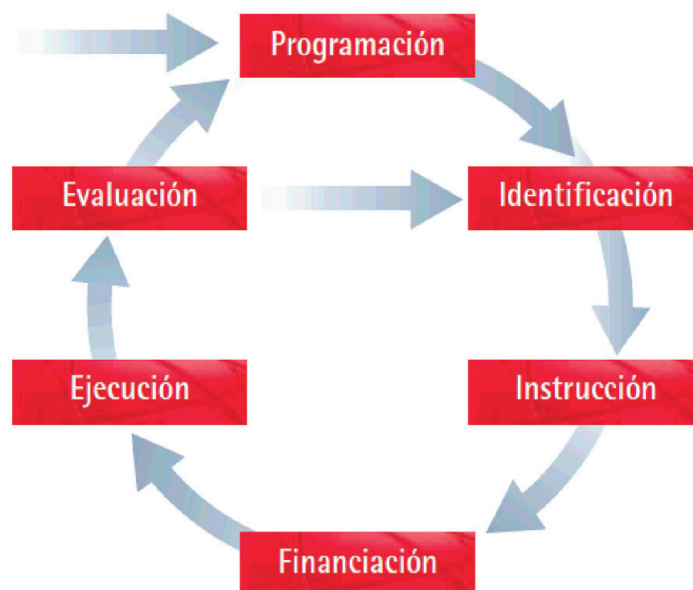 Programación
Evaluación
Identificación
Ejecución
Instrucción
Financiación